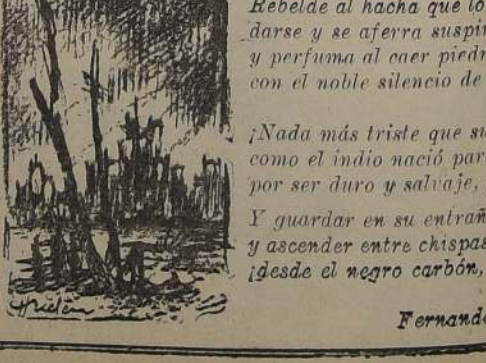 Rebelde al hacha que lo
darse y se aferra suspir
y perfuma al caer piedr
con el noble silencio de
¡Nada más triste que su
como el indio nació par
por ser duro y salvaje,
Y guardar en su entrañ
y ascender entre chispas
¡desde el negro carbón,
Fernand